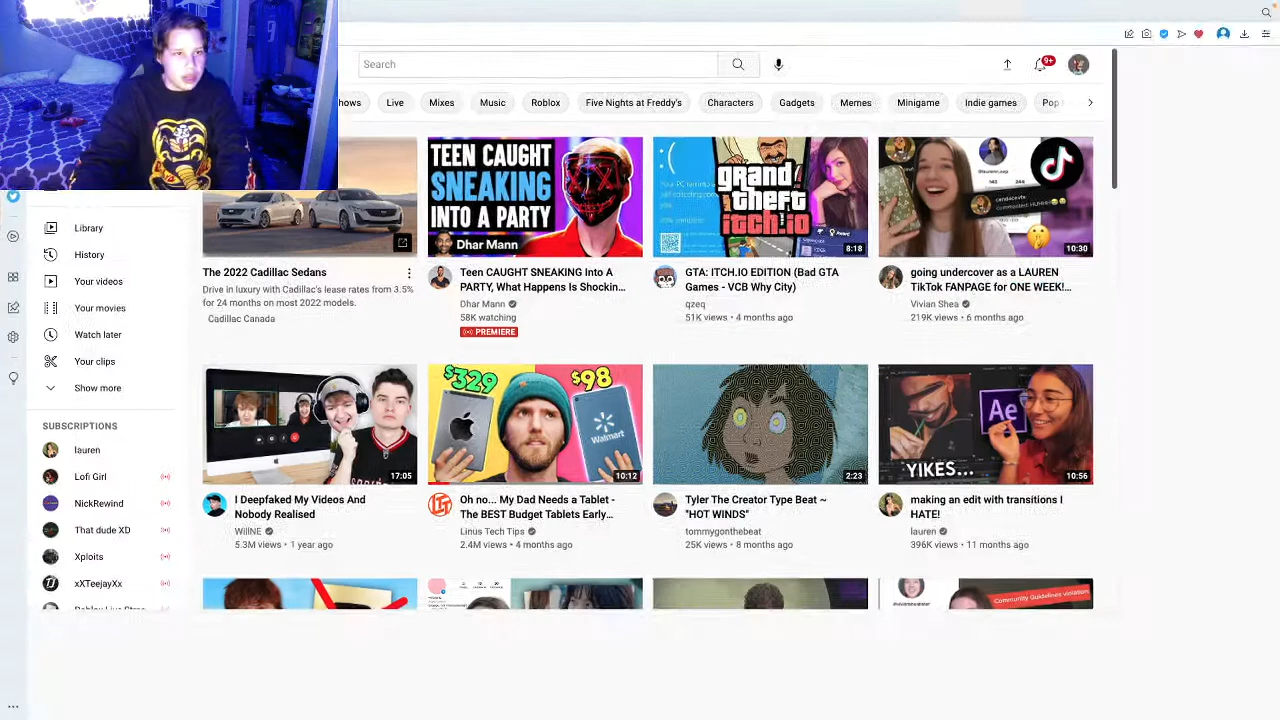 Search
9+
hows
Live
Mixes
Music
Roblox
Five Nights at Freddy's
Characters
Gadgets
Memes
Minigame
Indie games
Pop
Library
History
Your videos
Your movies
Watch later
Your clips
Show more
SUBSCRIPTIONS
lauren
Lofi Girl
NickRewind
That dude XD
Xploits
xXTeejayXx
The 2022 Cadillac Sedans
Drive in luxury with Cadillac's lease rates from 3.5%
for 24 months on most 2022 models.
Cadillac Canada
TEEN CAUGHT
SNEAKING
INTO A PARTY
Dhar Mann
Teen CAUGHT SNEAKING Into A
PARTY, What Happens Is Shockin...
Dhar Mann
58K watching
PREMIERE
:(
grand
theft
itch.io
8:18
GTA: ITCH.IO EDITION (Bad GTA
Games - VCB Why City)
qzeq
51K views • 4 months ago
10:30
going undercover as a LAUREN
TikTok FANPAGE for ONE WEEK!...
Vivian Shea
219K views • 6 months ago
17:05
I Deepfaked My Videos And
Nobody Realised
WillNE
5.3M views • 1 year ago
$329
$98
Walmart
10:12
Oh no... My Dad Needs a Tablet -
The BEST Budget Tablets Early...
Linus Tech Tips
2.4M views • 4 months ago
2:23
Tyler The Creator Type Beat ~
"HOT WINDS"
tommygonthebeat
25K views • 8 months ago
Ae
YIKES...
10:56
making an edit with transitions I
HATE!
lauren
396K views • 11 months ago
Community Guidelines violation